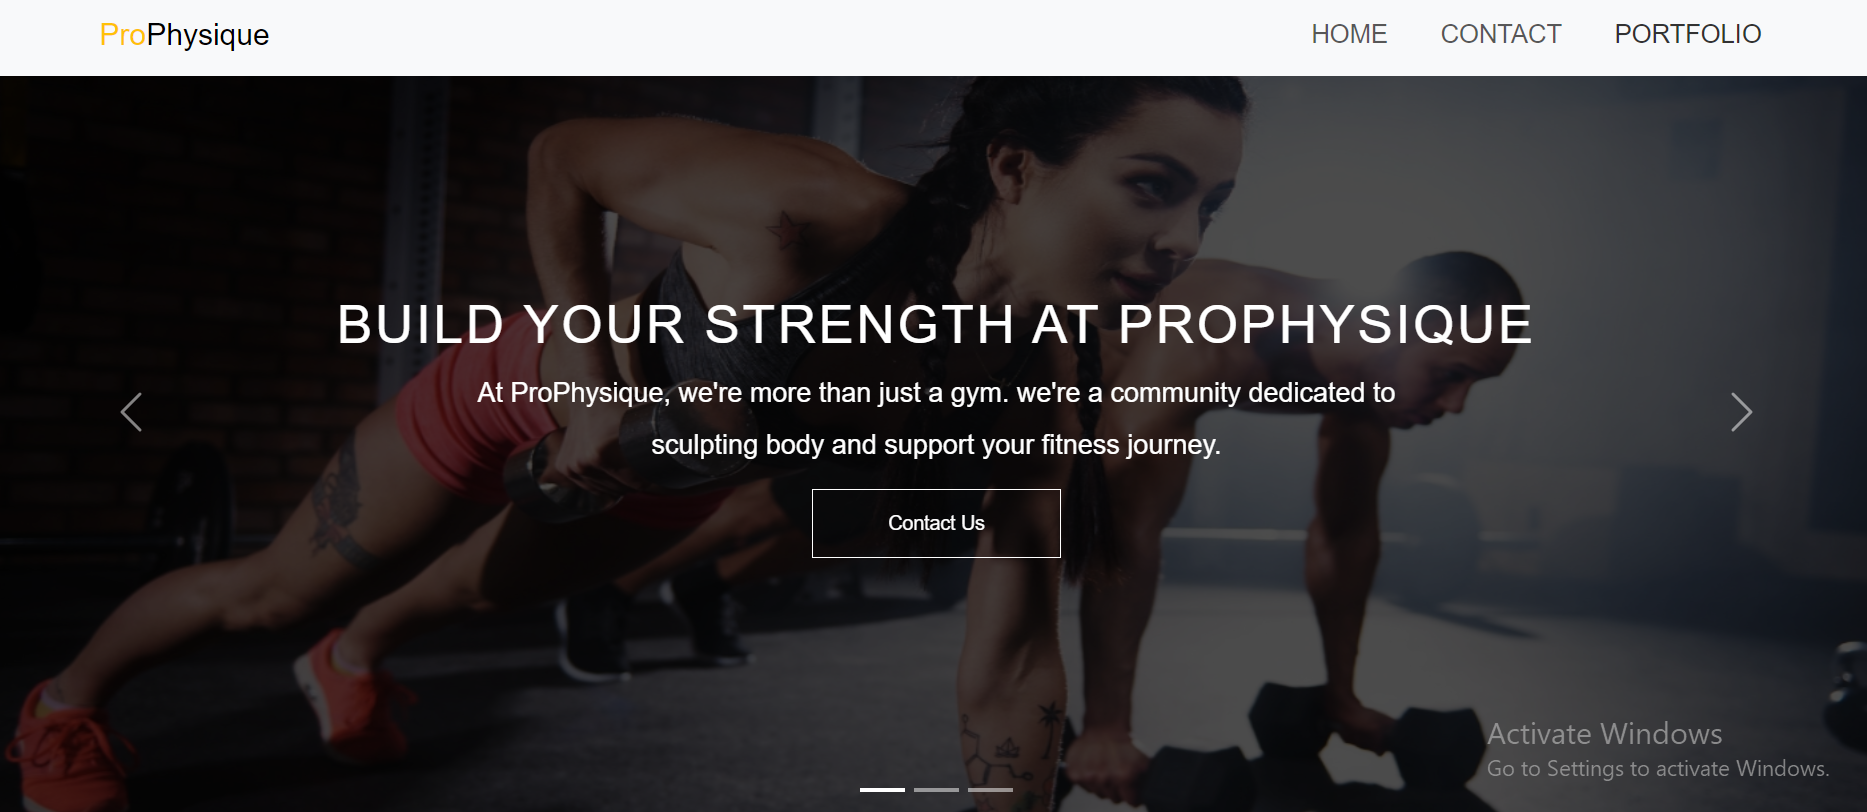 ProPhysique
HOME CONTACT PORTFOLIO
BUILD YOUR STRENGTH AT PROPHYSIQUE
At ProPhysique, we're more than just a gym. we're a community dedicated to
sculpting body and support your fitness journey.
Contact Us
Activate Windows
Go to Settings to activate Windows.